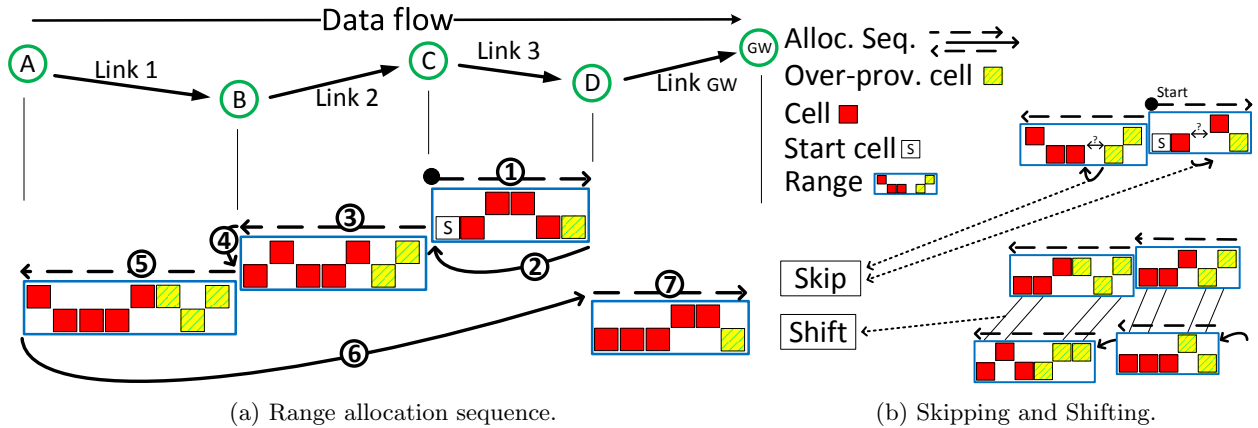 Data flow
A
B
C
D
GW
Link 1
Link 2
Link 3
Link GW
1
2
3
4
5
6
7
S
(a) Range allocation sequence.
Alloc. Seq.
Over-prov. cell
Cell
Start cell S
Range
Start
S
?
?
Skip
Shift
(b) Skipping and Shifting.